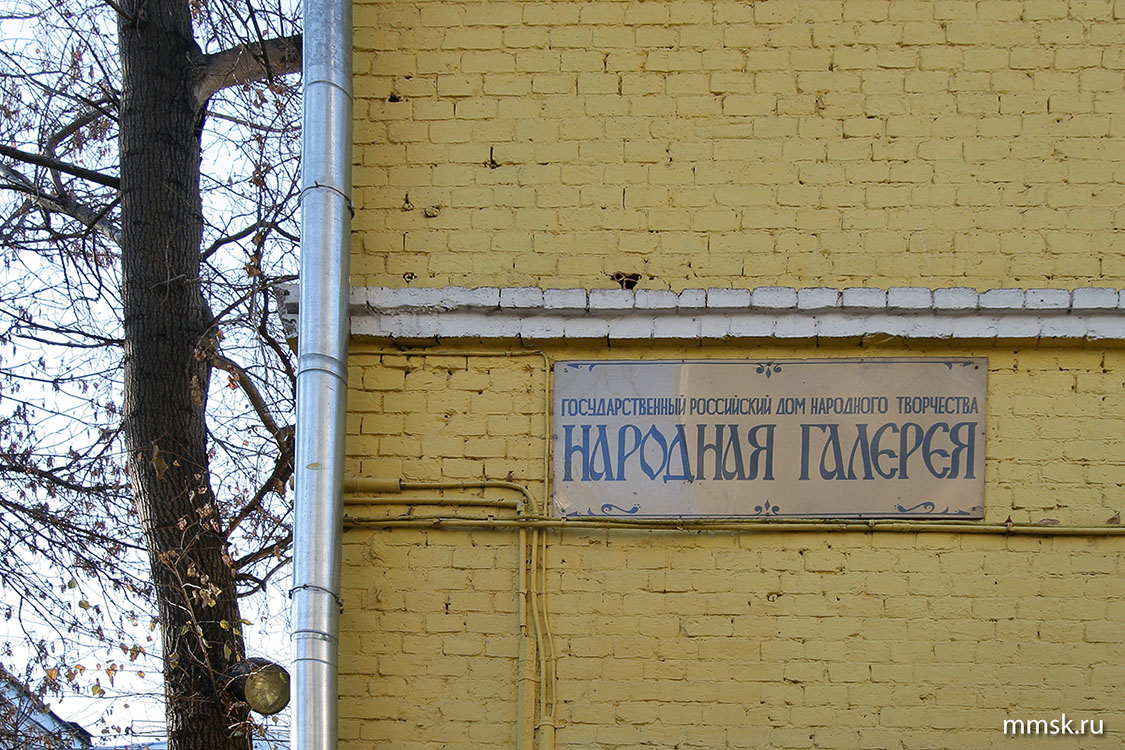 ГОСУДАРСТВЕННЫЙ РОССИЙСКИЙ ДОМ НАРОДНОГО ТВОРЧЕСТВА
НАРОДНАЯ ГАЛЕРЕЯ
mmsk.ru